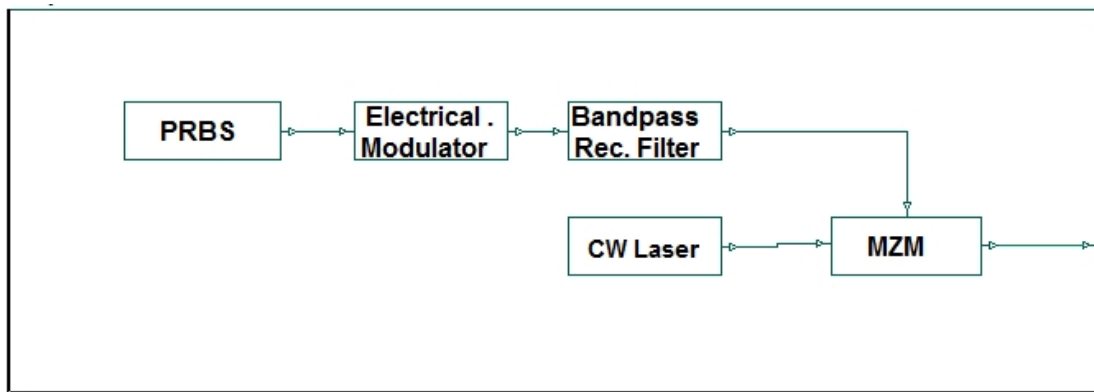 PRBS
Electrical .
Modulator
Bandpass
Rec. Filter
CW Laser
MZM